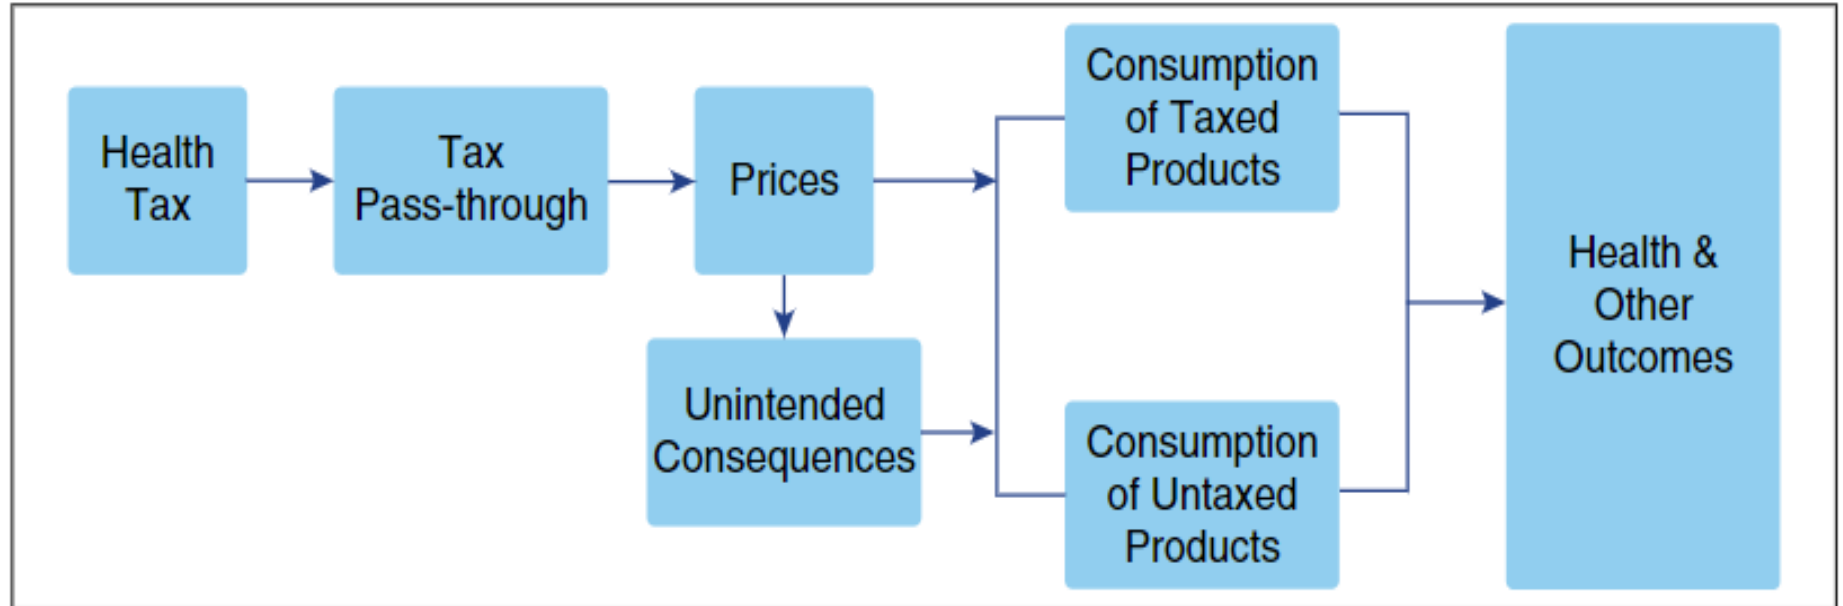 Health
Tax
Tax
Pass-through
Prices
Unintended
Consequences
Consumption
of Taxed
Products
Consumption
of Untaxed
Products
Health &
Other
Outcomes